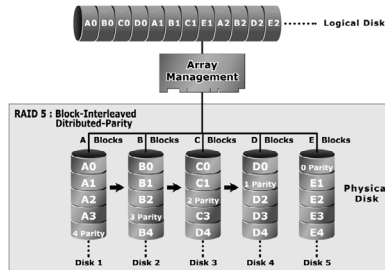 A0 B0 C0 D0 A1 B1 C1 E1 A2 B2 D2 E2 Logical Disk
Array
Management
RAID 5 : Block-Interleaved
Ditributed-Parity
A Blocks B Blocks C Blocks D Blocks E Blocks
A0 B0 C0 D0 0 Parity
A1 B1 C1 1 Parity E1
A2 B2 2 Parity D2 E2
A3 3 Parity C3 D3 E3
4 Parity B4 D4 D4 E4
Physical
Disk
Disk 1 Disk 2 Disk 3 Disk 4 Disk 5